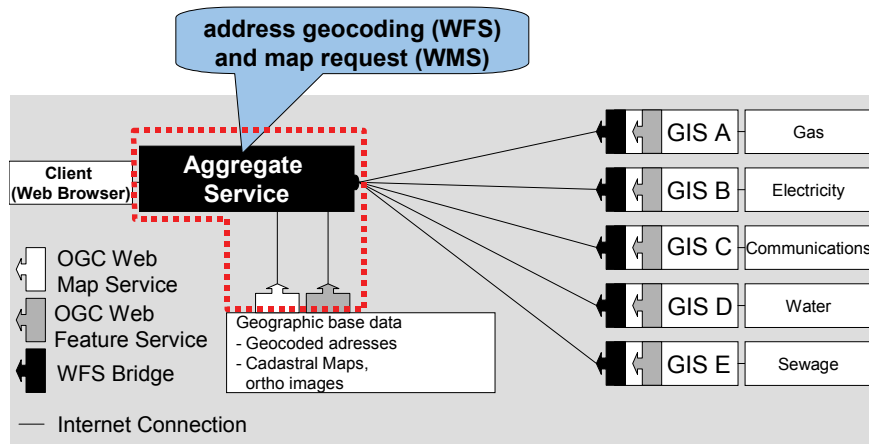 address geocoding (WFS)
and map request (WMS)
Client
(Web Browser)
Aggregate
Service
GIS A
Gas
GIS B
Electricity
GIS C
Communications
GIS D
Water
GIS E
Sewage
OGC Web
Map Service
OGC Web
Feature Service
WFS Bridge
Internet Connection
Geographic base data
- Geocoded adresses
- Cadastral Maps,
ortho images